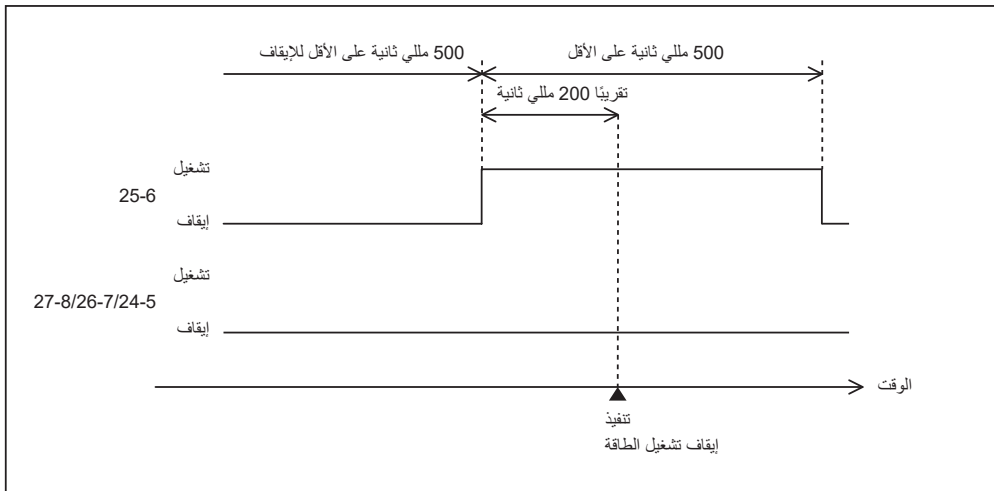 500 مللي ثانية على الأقل
500 مللي ثانية على الأقل للإيقاف
تقريبًا 200 مللي ثانية
تشغيل
25-6
إيقاف
تشغيل
27-8/26-7/24-5
إيقاف
الوقت
تنفيذ
إيقاف تشغيل الطاقة